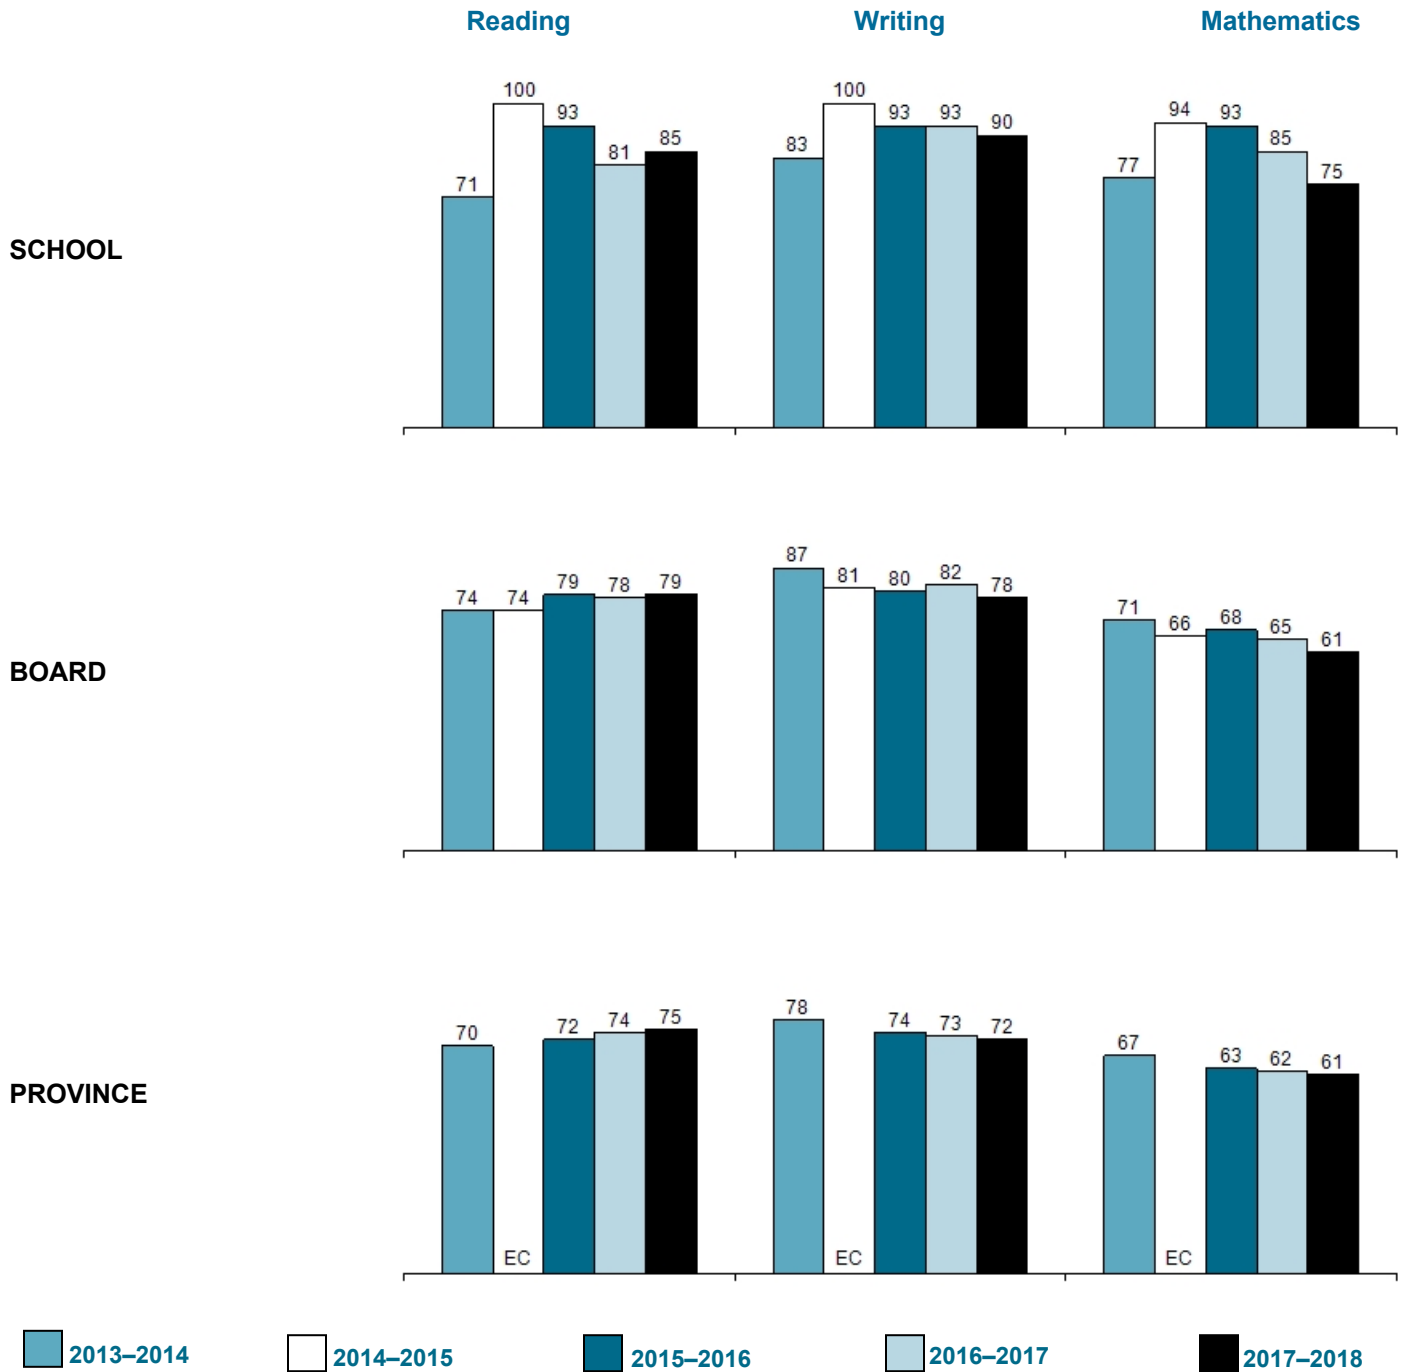 Reading Writing Mathematics
100 100
93 93 93 94 93
90
81 85 83 85
71 77 75
SCHOOL
87
74 74 79 78 79 81 80 82 78
71 66 68 65 61
BOARD
70 72 74 75 78 74 73 72
67 63 62 61
PROVINCE
EC EC EC
2013–2014 2014–2015 2015–2016 2016–2017 2017–2018